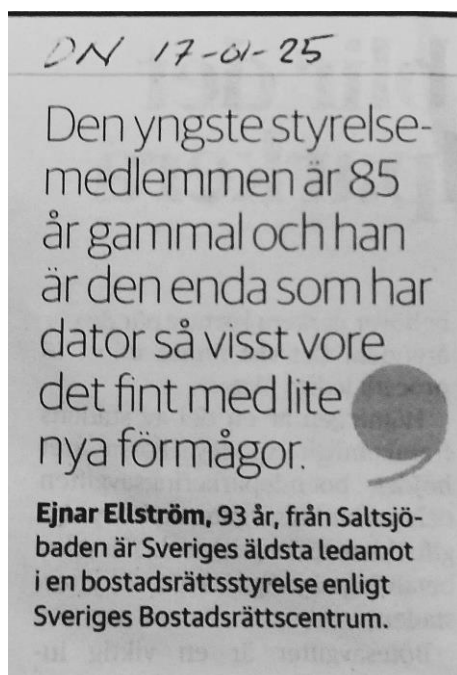 DN 17-01-25
Den yngste styrelse-
medlemmen är 85
år gammal och han
är den enda som har
dator så visst vore
det fint med lite
nya förmågor.
Ejnar Ellström, 93 år, från Saltsjö-
baden är Sveriges äldsta ledamot
i en bostadsrättsstyrelse enligt
Sveriges Bostadsrättscentrum.